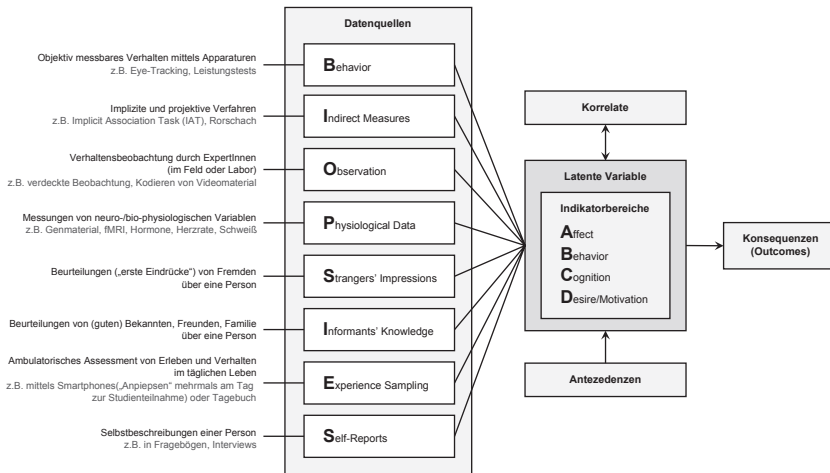 Datenquellen
Objektiv messbares Verhalten mittels Apparaturen
z.B. Eye-Tracking, Leistungstests
Behavior
Implizite und projektive Verfahren
z.B. Implicit Association Task (IAT), Rorschach
Indirect Measures
Verhaltensbeobachtung durch ExpertInnen
(im Feld oder Labor)
z.B. verdeckte Beobachtung, Kodieren von Videomaterial
Observation
Messungen von neuro-/bio-physiologischen Variablen
z.B. Genmaterial, fMRI, Hormone, Herzrate, Schweiß
Physiological Data
Beurteilungen („erste Eindrücke“) von Fremden
über eine Person
Strangers’ Impressions
Beurteilungen von (guten) Bekannten, Freunden, Familie
über eine Person
Informants’ Knowledge
Ambulatorisches Assessment von Erleben und Verhalten
im täglichen Leben
z.B. mittels Smartphones(„Anpiepsen“ mehrmals am Tag
zur Studienteilnahme) oder Tagebuch
Experience Sampling
Selbstbeschreibungen einer Person
z.B. in Fragebögen, Interviews
Self-Reports
Korrelate
Latente Variable
Indikatorbereiche
Affect
Behavior
Cognition
Desire/Motivation
Antezedenzen
Konsequenzen
(Outcomes)